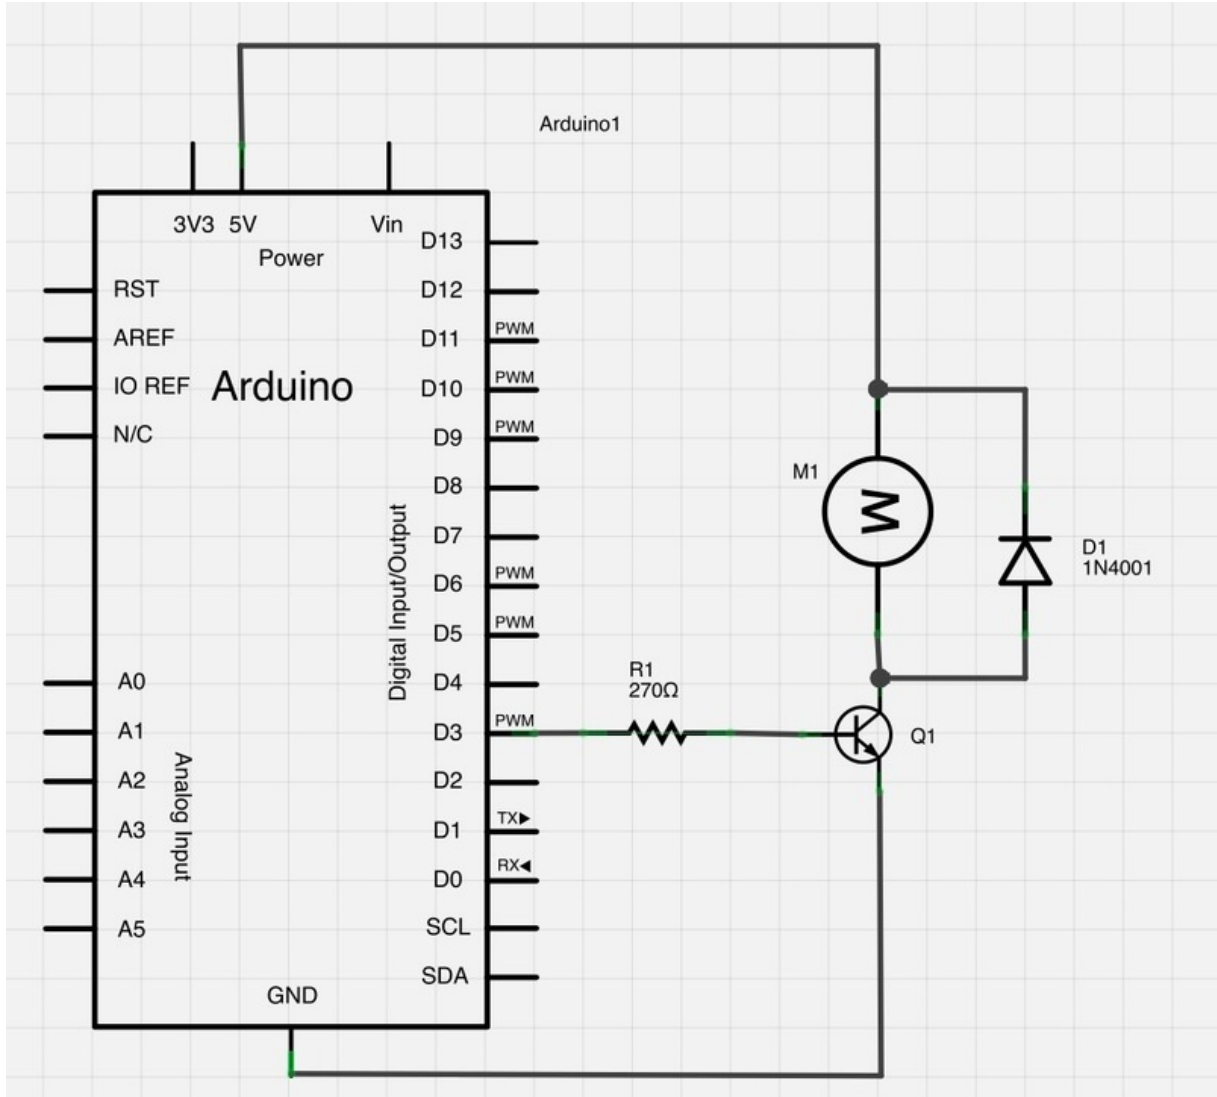 Arduino1
3V3 5V Vin
Power
D13
RST
D12
AREF
D11 PWM
IO REF
Arduino
D10 PWM
N/C
D9 PWM
D8
D7
D6 PWM
D5 PWM
D4
D3 PWM
D2
D1 TX▶
D0 RX◀
SCL
SDA
Digital Input/Output
A0
A1
A2
A3
A4
A5
Analog Input
GND
M1
M
D1
1N4001
R1
270Ω
Q1